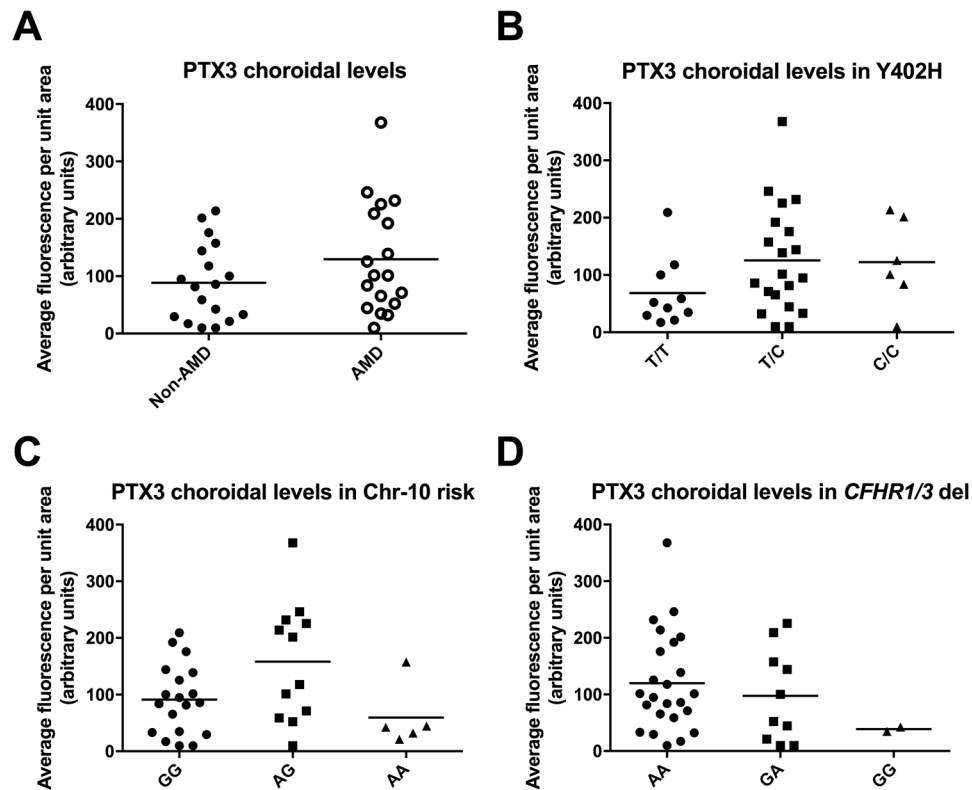 A
PTX3 choroidal levels
Average fluorescence per unit area
(arbitrary units)
400
300
200
100
0
Non-AMD
AMD
B
PTX3 choroidal levels in Y402H
Average fluorescence per unit area
(arbitrary units)
400
300
200
100
0
T/T
T/C
C/C
C
PTX3 choroidal levels in Chr-10 risk
Average fluorescence per unit area
(arbitrary units)
400
300
200
100
0
GG
AG
AA
D
PTX3 choroidal levels in CFHR1/3 del
Average fluorescence per unit area
(arbitrary units)
400
300
200
100
0
AA
GA
GG